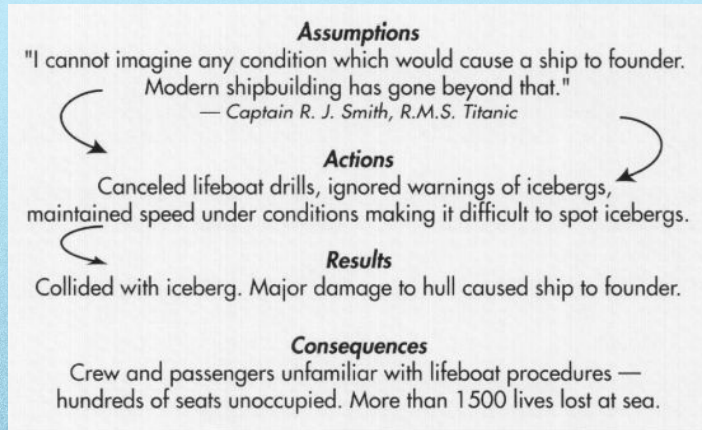 Assumptions
"I cannot imagine any condition which would cause a ship to founder.
Modern shipbuilding has gone beyond that."
— Captain R. J. Smith, R.M.S. Titanic
Actions
Canceled lifeboat drills, ignored warnings of icebergs,
maintained speed under conditions making it difficult to spot icebergs.
Results
Collided with iceberg. Major damage to hull caused ship to founder.
Consequences
Crew and passengers unfamiliar with lifeboat procedures —
hundreds of seats unoccupied. More than 1500 lives lost at sea.